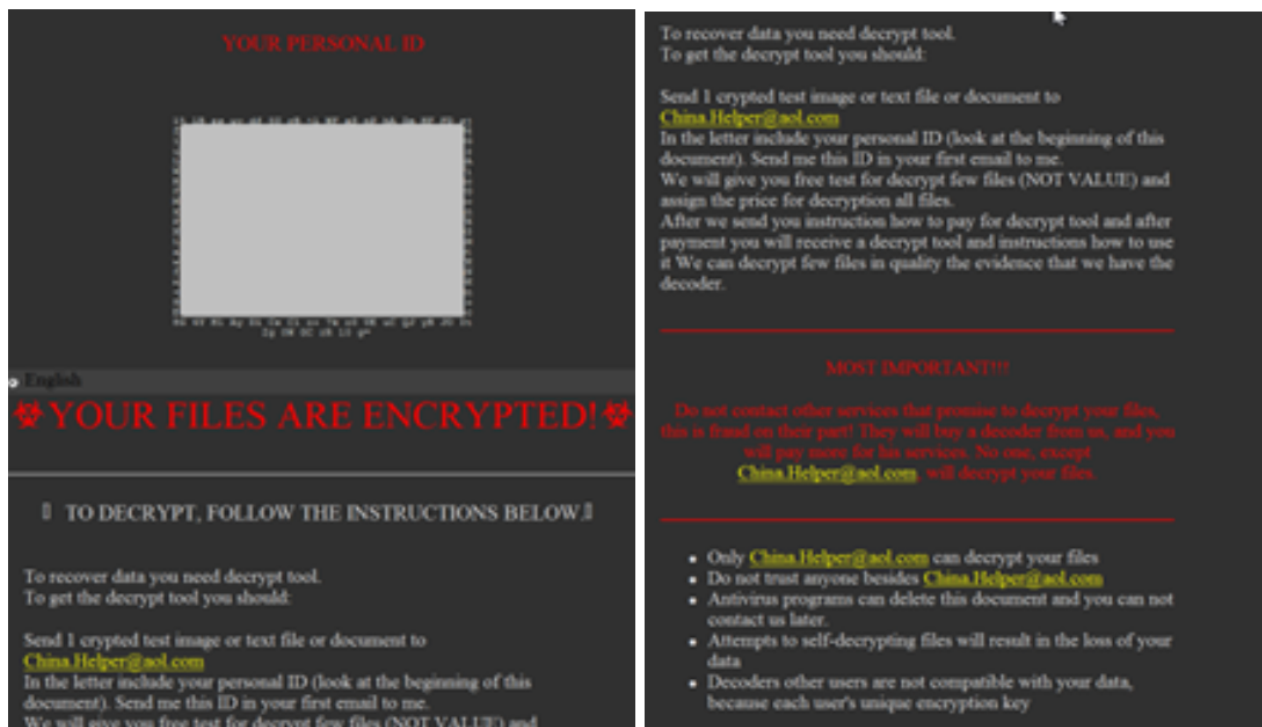 YOUR PERSONAL ID
English
☣YOUR FILES ARE ENCRYPTED!☣
TO DECRYPT, FOLLOW THE INSTRUCTIONS BELOW.
To recover data you need decrypt tool.
To get the decrypt tool you should:
Send 1 crypted test image or text file or document to
China.Helper@aol.com
In the letter include your personal ID (look at the beginning of this
document). Send me this ID in your first email to me.
We will give you free test for decrypt few files (NOT VALUE) and
To recover data you need decrypt tool.
To get the decrypt tool you should:
Send 1 crypted test image or text file or document to
China.Helper@aol.com
In the letter include your personal ID (look at the beginning of this
document). Send me this ID in your first email to me.
We will give you free test for decrypt few files (NOT VALUE) and
assign the price for decryption all files.
After we send you instruction how to pay for decrypt tool and after
payment you will receive a decrypt tool and instructions how to use
it We can decrypt few files in quality the evidence that we have the
decoder.
MOST IMPORTANT!!!
Do not contact other services that promise to decrypt your files,
this is fraud on their part! They will buy a decoder from us, and you
will pay more for his services. No one, except
China.Helper@aol.com, will decrypt your files.
• Only China.Helper@aol.com can decrypt your files
• Do not trust anyone besides China.Helper@aol.com
• Antivirus programs can delete this document and you can not
contact us later.
• Attempts to self-decrypting files will result in the loss of your
data
• Decoders other users are not compatible with your data,
because each user's unique encryption key